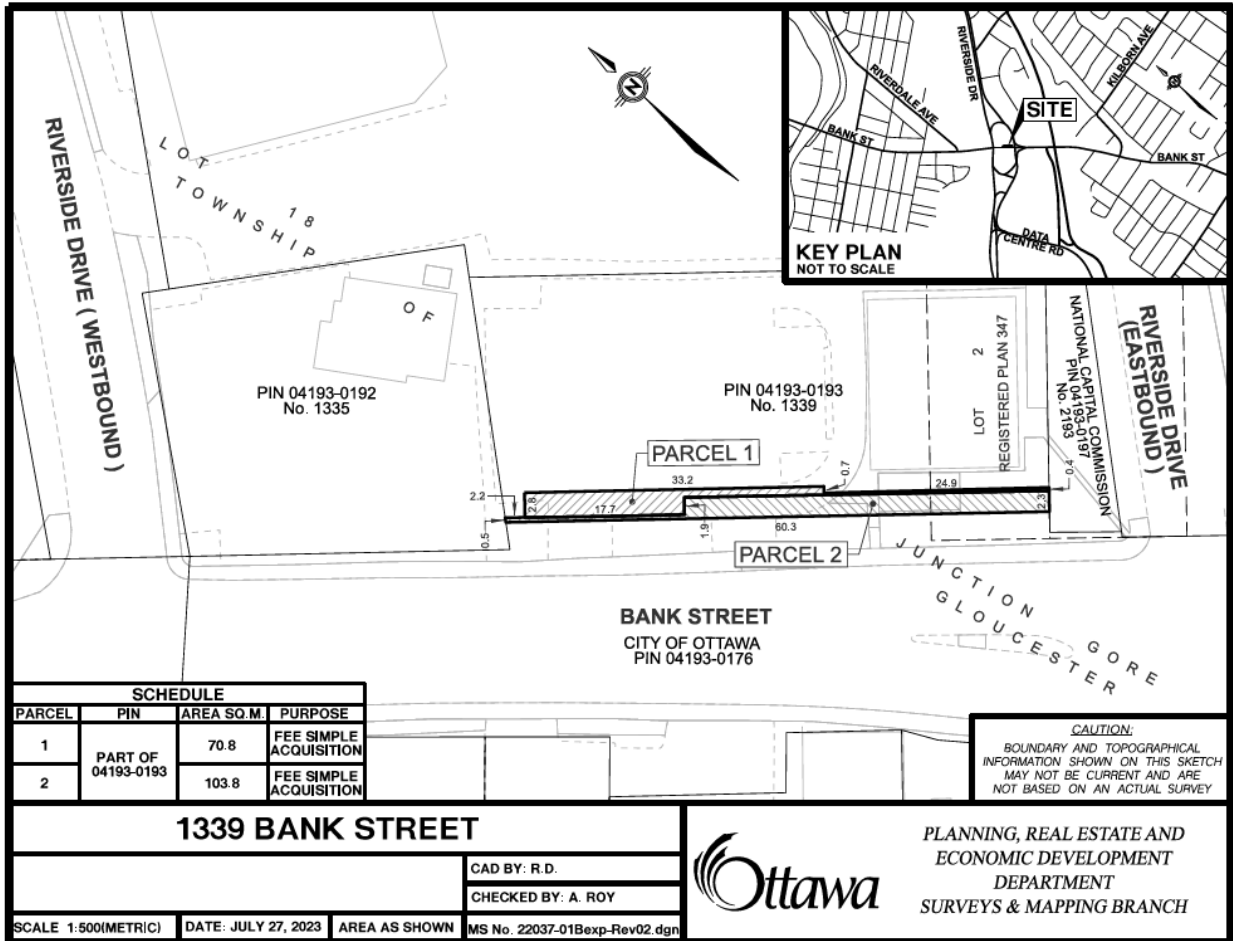 RIVERSIDE DRIVE ( WESTBOUND )
LOT 18
TOWNSHIP OF
N
RIVERSIDE DR
RIVERDALE AVE
KILBORN AVE
SITE
BANK ST
BANK ST
DATA
CENTRE RD
KEY PLAN
NOT TO SCALE
PIN 04193-0192
No. 1335
PIN 04193-0193
No. 1339
LOT 2
REGISTERED PLAN 347
NATIONAL CAPITAL COMMISSION
PIN 04193-0197
No. 2193
RIVERSIDE DRIVE
(EASTBOUND )
PARCEL 1
33.2
0.7
24.9
0.4
2.2
2.8
17.7
2.3
0.5
1.9
60.3
PARCEL 2
JUNCTION GORE
GLOUCESTER
BANK STREET
CITY OF OTTAWA
PIN 04193-0176
SCHEDULE
PARCEL PIN AREA SQ.M. PURPOSE
1 PART OF 04193-0193 70.8 FEE SIMPLE ACQUISITION
2 103.8 FEE SIMPLE ACQUISITION
CAUTION:
BOUNDARY AND TOPOGRAPHICAL
INFORMATION SHOWN ON THIS SKETCH
MAY NOT BE CURRENT AND ARE
NOT BASED ON AN ACTUAL SURVEY
1339 BANK STREET
CAD BY: R.D.
CHECKED BY: A. ROY
SCALE 1:500(METRIC) DATE: JULY 27, 2023 AREA AS SHOWN MS No. 22037-01Bexp-Rev02.dgn
Ottawa
PLANNING, REAL ESTATE AND
ECONOMIC DEVELOPMENT
DEPARTMENT
SURVEYS & MAPPING BRANCH